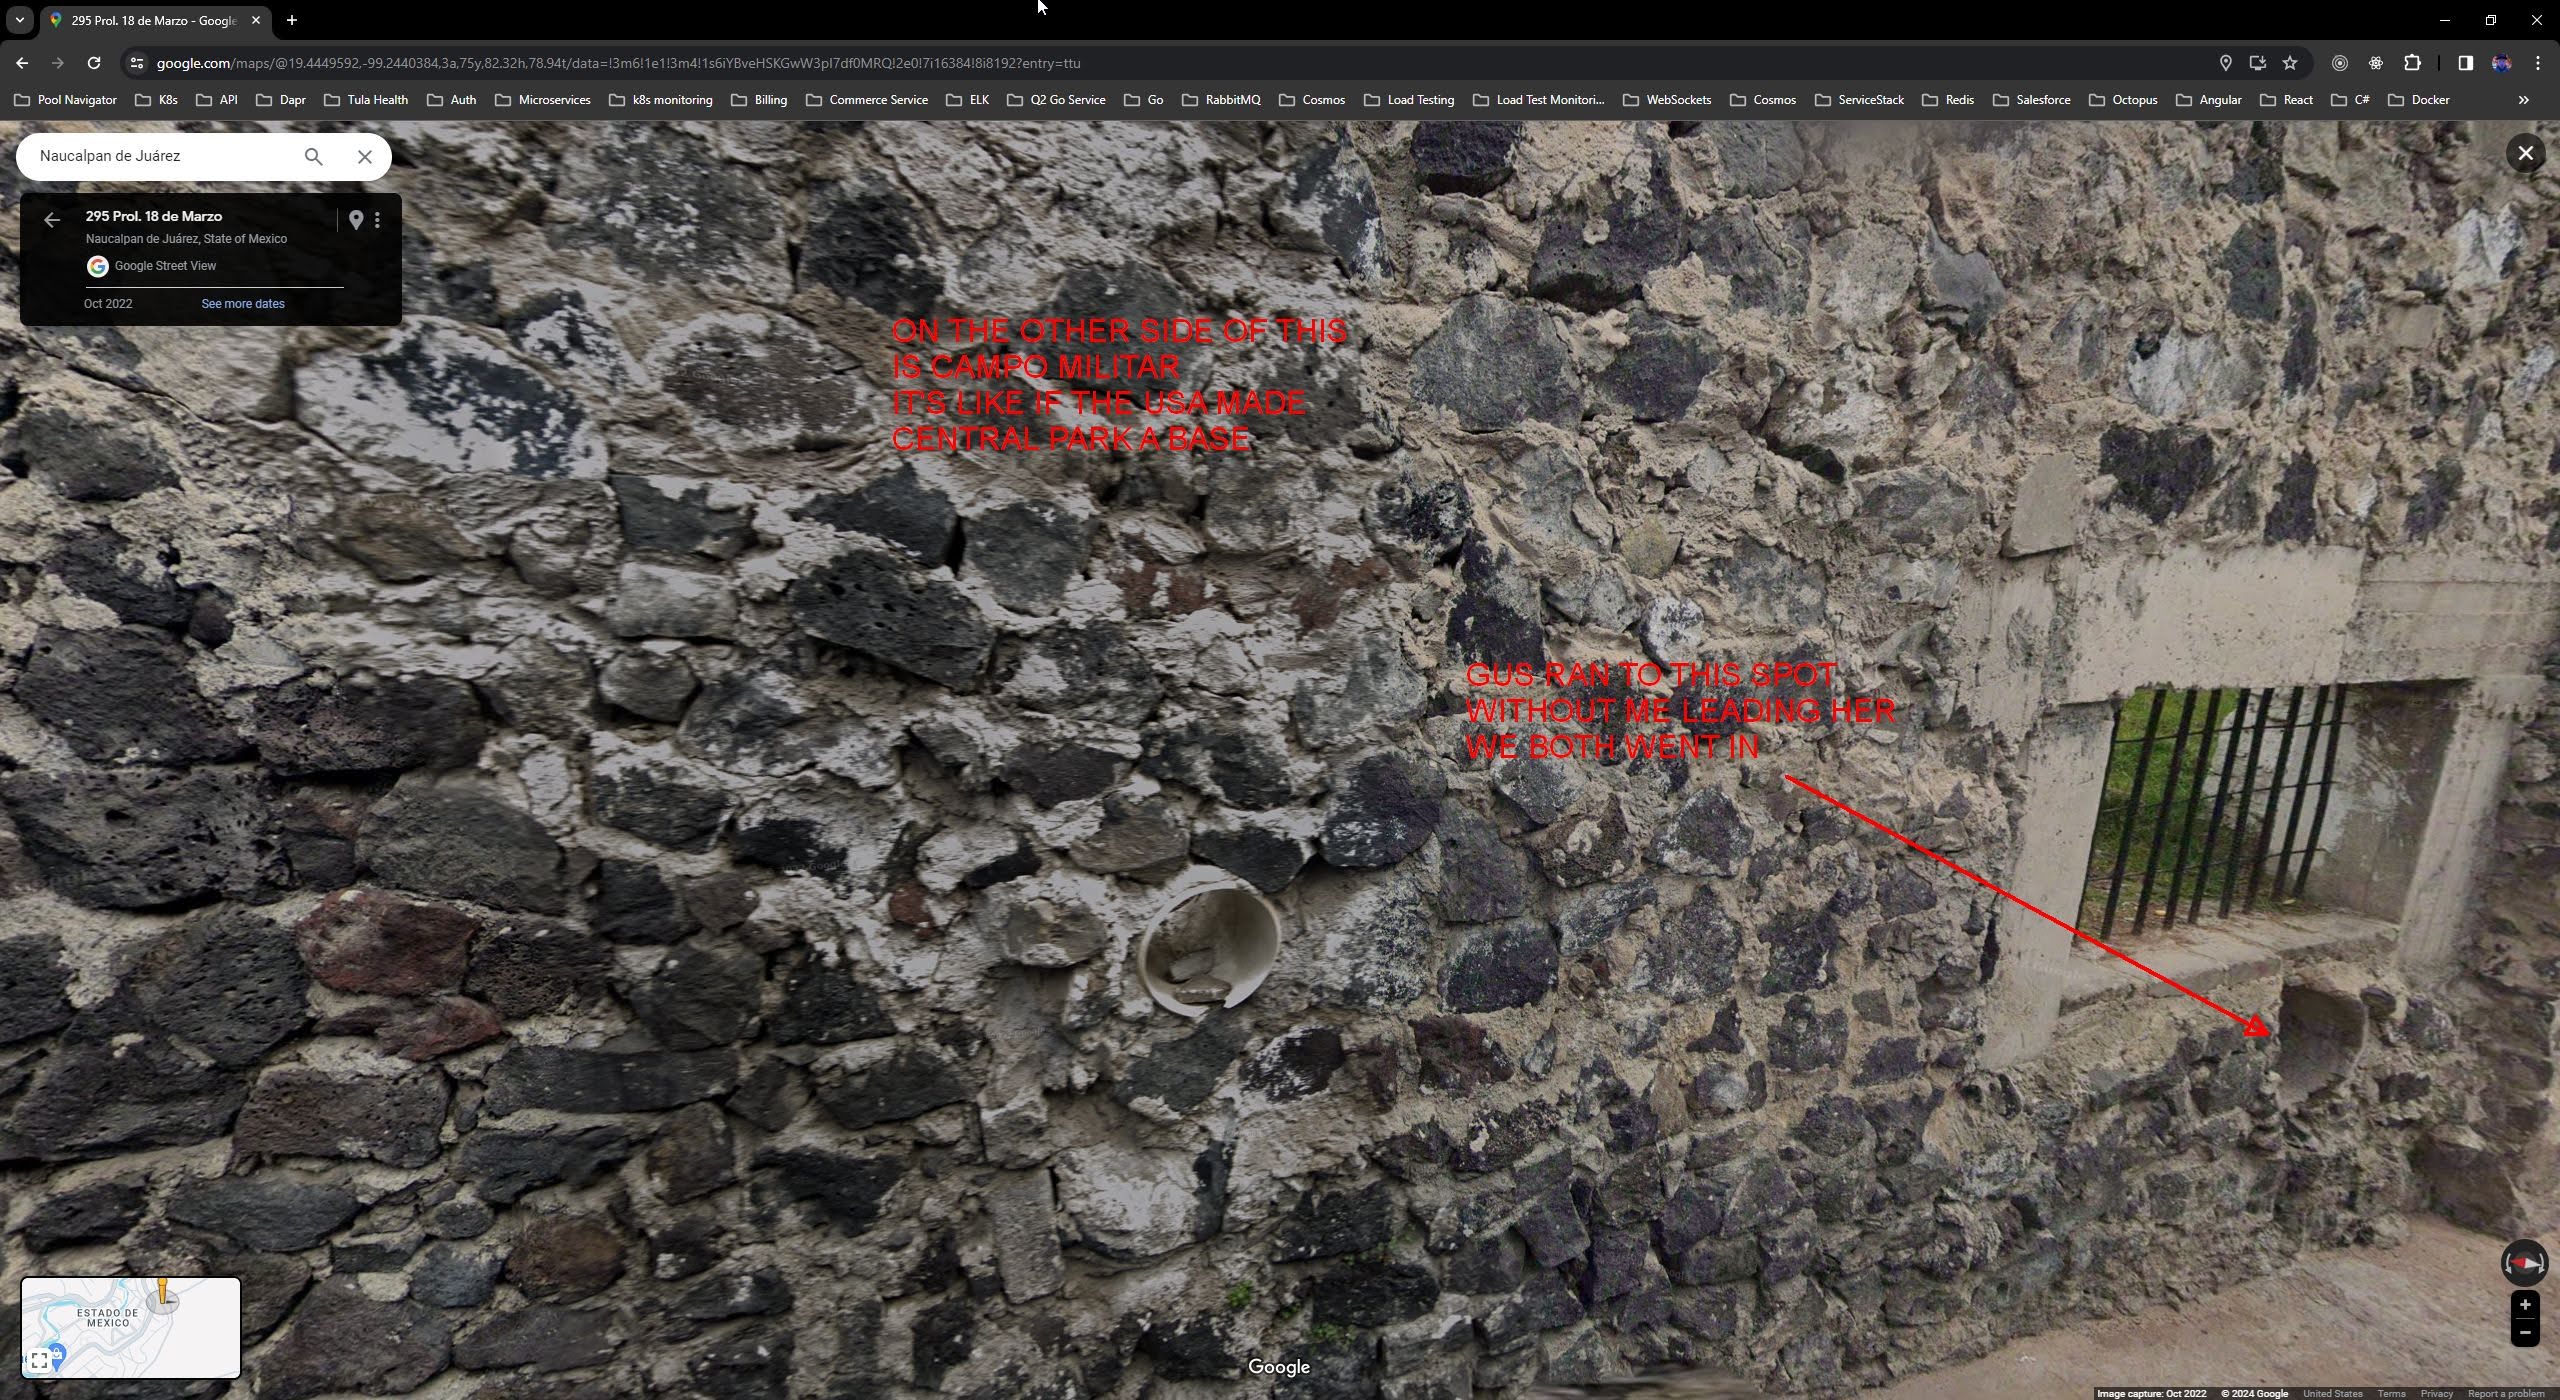 295 Prol. 18 de Marzo - Google
google.com/maps/@19.4449592,-99.2440384,3a,75y,82.32h,78.94t/data=!3m6!1e1!3m4!1s6iYBveHSKGwW3pI7df0MRQ!2e0!7i16384!8i8192?entry=ttu
Pool Navigator K8s API Dapr Tula Health Auth Microservices k8s monitoring Billing Commerce Service ELK Q2 Go Service Go RabbitMQ Cosmos Load Testing Load Test Monitori... WebSockets Cosmos ServiceStack Redis Salesforce Octopus Angular React C# Docker »
Naucalpan de Juárez
295 Prol. 18 de Marzo
Naucalpan de Juárez, State of Mexico
Google Street View
Oct 2022 See more dates
ON THE OTHER SIDE OF THIS
IS CAMPO MILITAR
IT'S LIKE IF THE USA MADE
CENTRAL PARK A BASE
GUS RAN TO THIS SPOT
WITHOUT ME LEADING HER
WE BOTH WENT IN
ESTADO DE
MEXICO
Google
Image capture: Oct 2022 © 2024 Google United States Terms Privacy Report a problem